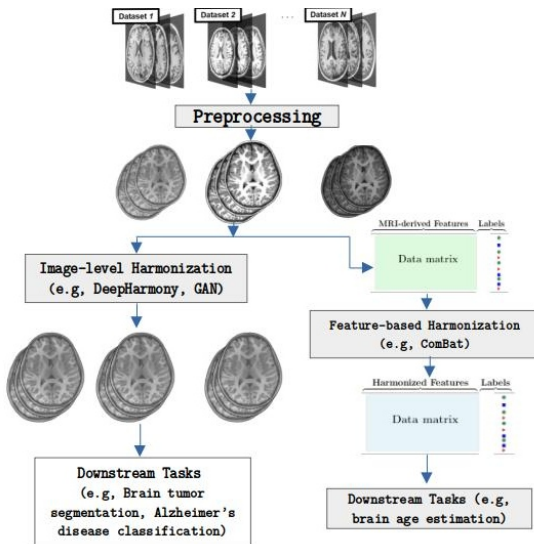 Dataset 1
Dataset 2
...
Dataset N
Preprocessing
Image-level Harmonization
(e.g, DeepHarmony, GAN)
MRI-derived Features
Labels
Data matrix
Feature-based Harmonization
(e.g, ComBat)
Harmonized Features
Labels
Data matrix
Downstream Tasks
(e.g, Brain tumor
segmentation, Alzheimer's
disease classification)
Downstream Tasks (e.g,
brain age estimation)